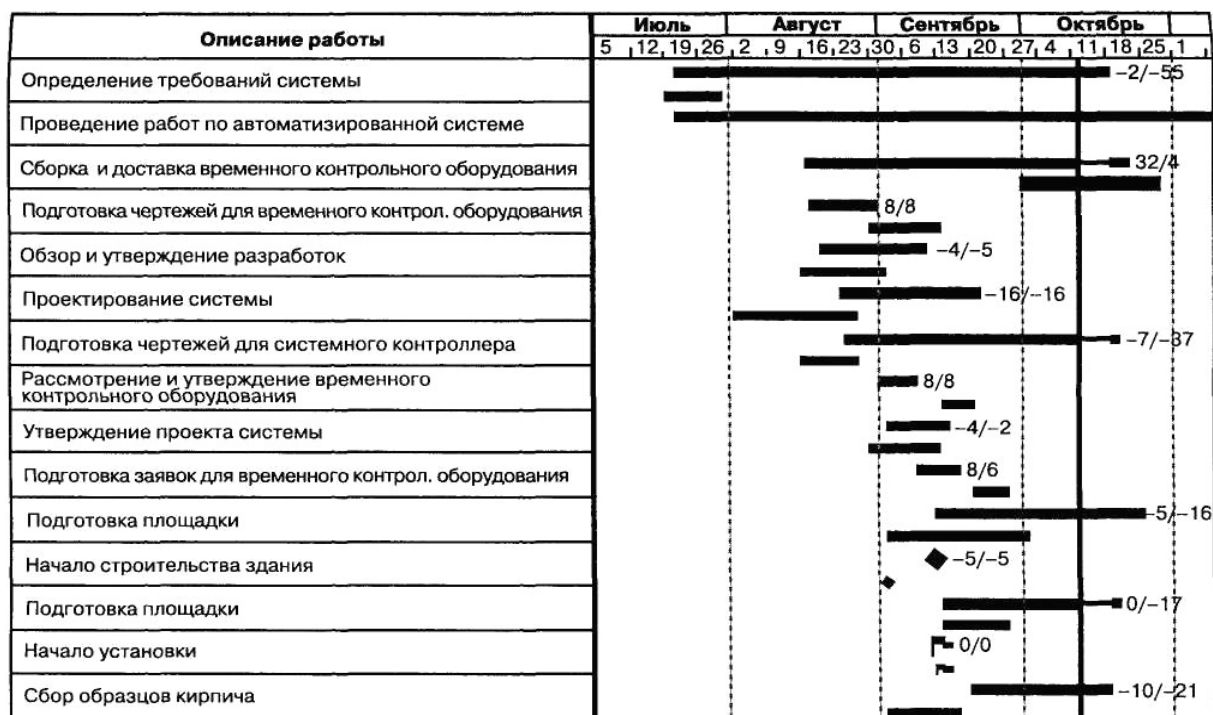 Июль Август Сентябрь Октябрь
Описание работы 5 12 19 26 2 9 16 23 30 6 13 20 27 4 11 18 25 1
Определение требований системы -2/-55
Проведение работ по автоматизированной системе
Сборка и доставка временного контрольного оборудования 32/4
Подготовка чертежей для временного контрол. оборудования 8/8
Обзор и утверждение разработок -4/-5
Проектирование системы -16/-16
Подготовка чертежей для системного контроллера -7/-37
Рассмотрение и утверждение временного
контрольного оборудования 8/8
Утверждение проекта системы -4/-2
Подготовка заявок для временного контрол. оборудования 8/6
Подготовка площадки -5/-16
Начало строительства здания -5/-5
Подготовка площадки 0/-17
Начало установки 0/0
Сбор образцов кирпича -10/-21